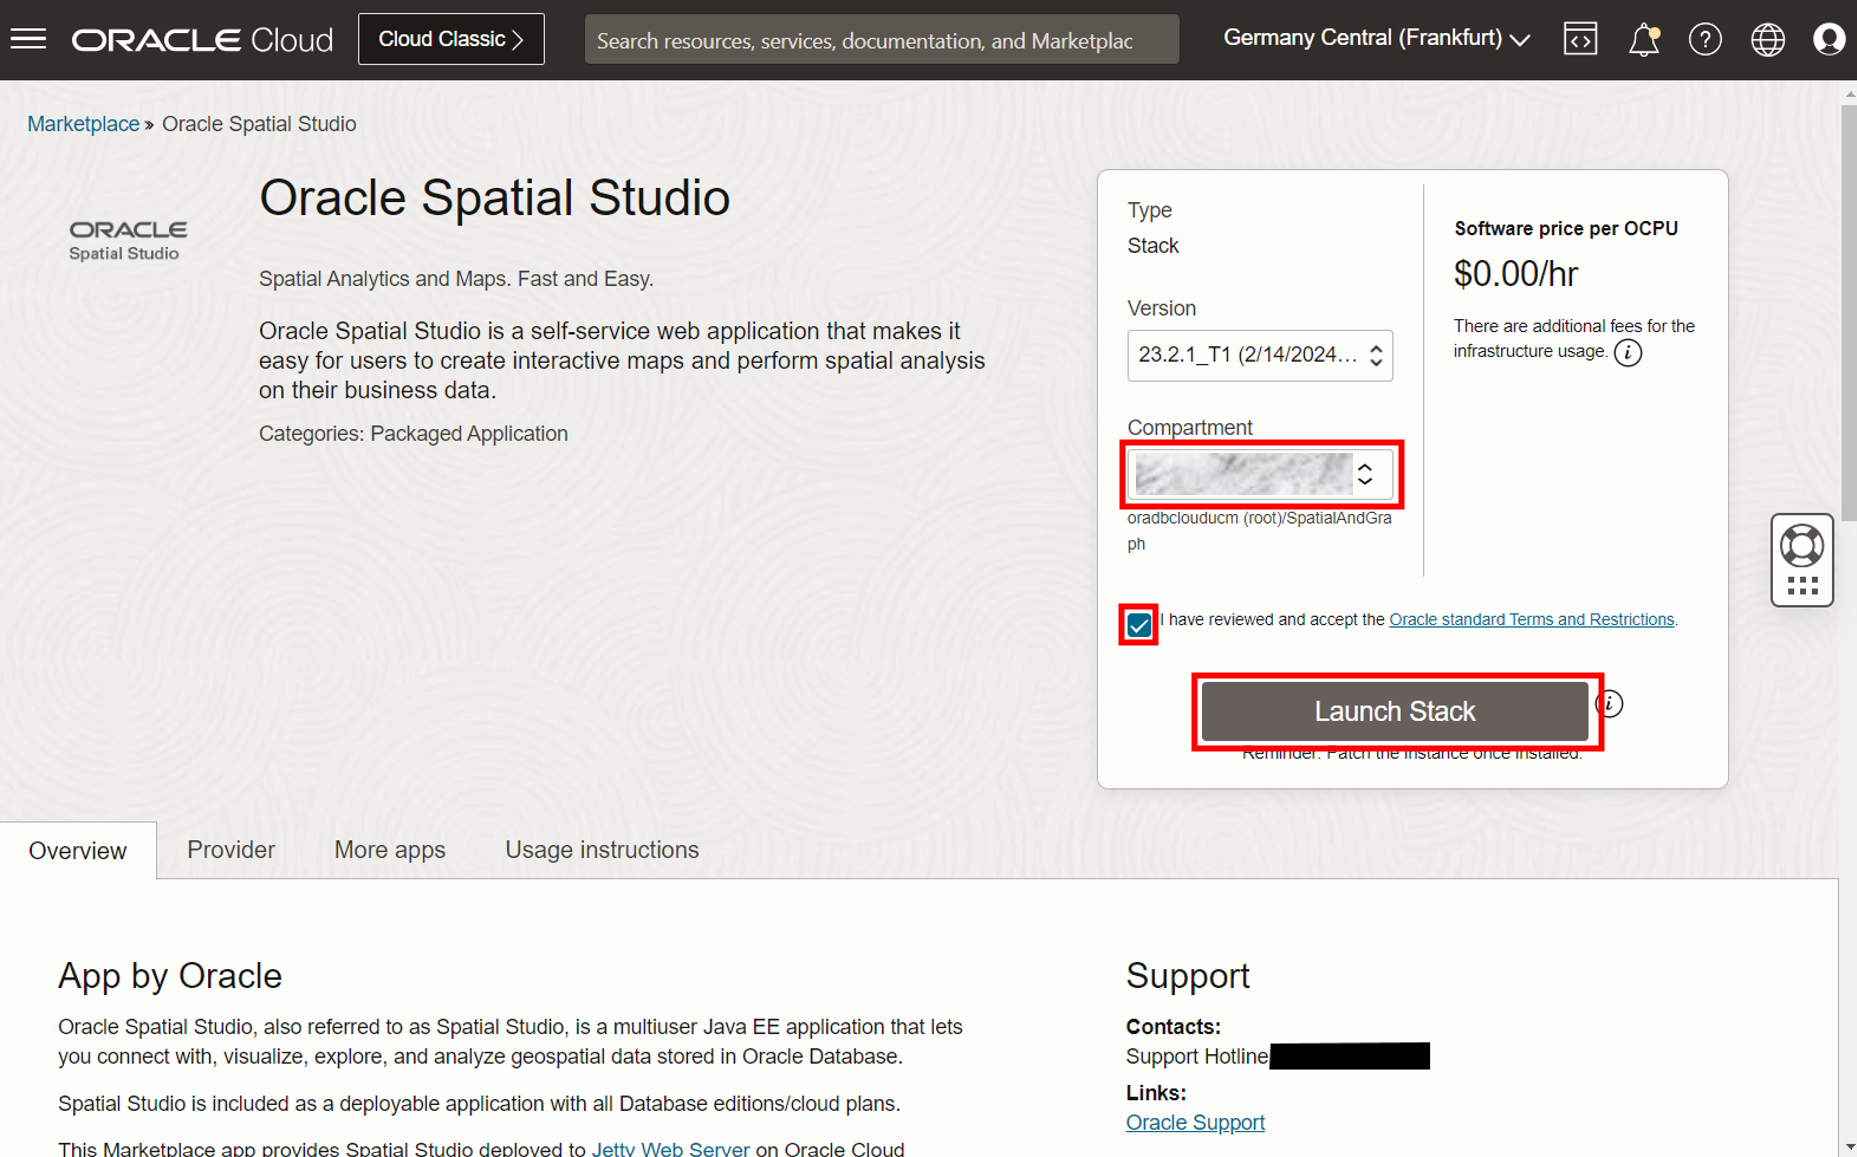 ORACLE Cloud
Cloud Classic
Search resources, services, documentation, and Marketplac
Germany Central (Frankfurt)
Marketplace » Oracle Spatial Studio
ORACLE
Spatial Studio
Oracle Spatial Studio
Spatial Analytics and Maps. Fast and Easy.
Oracle Spatial Studio is a self-service web application that makes it
easy for users to create interactive maps and perform spatial analysis
on their business data.
Categories: Packaged Application
Type
Stack
Version
23.2.1_T1 (2/14/2024...
Compartment
oradbclouducm (root)/SpatialAndGra
ph
Software price per OCPU
$0.00/hr
There are additional fees for the
infrastructure usage.
I have reviewed and accept the Oracle standard Terms and Restrictions.
Launch Stack
Reminder: Patch the instance once installed.
Overview
Provider
More apps
Usage instructions
App by Oracle
Oracle Spatial Studio, also referred to as Spatial Studio, is a multiuser Java EE application that lets
you connect with, visualize, explore, and analyze geospatial data stored in Oracle Database.
Spatial Studio is included as a deployable application with all Database editions/cloud plans.
This Marketplace app provides Spatial Studio deployed to Jetty Web Server on Oracle Cloud
Support
Contacts:
Support Hotline
Links:
Oracle Support